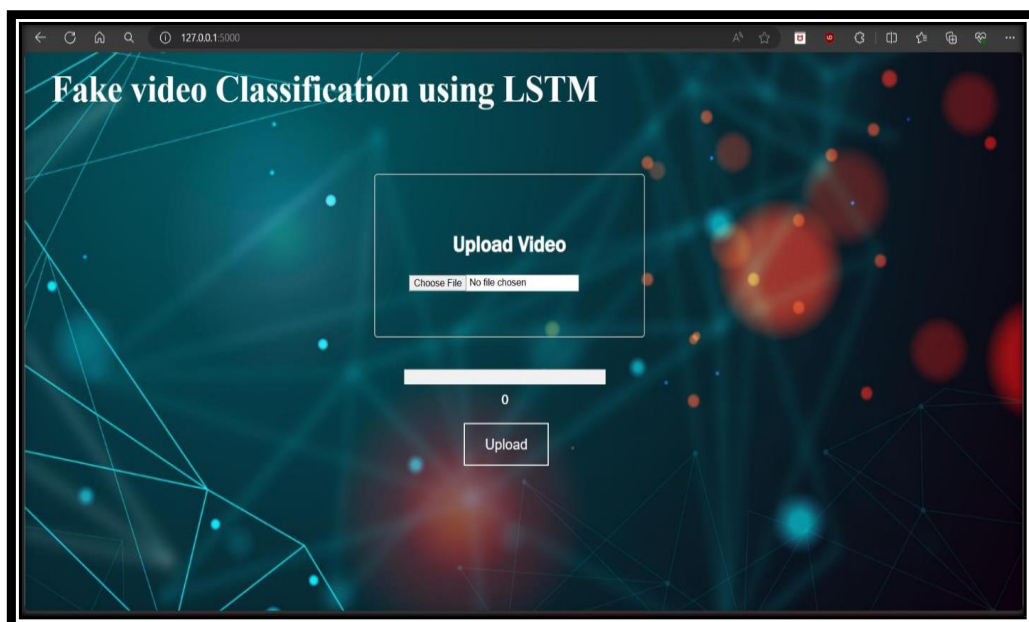 127.0.0.1:5000
Fake video Classification using LSTM
Upload Video
Choose File No file chosen
0
Upload